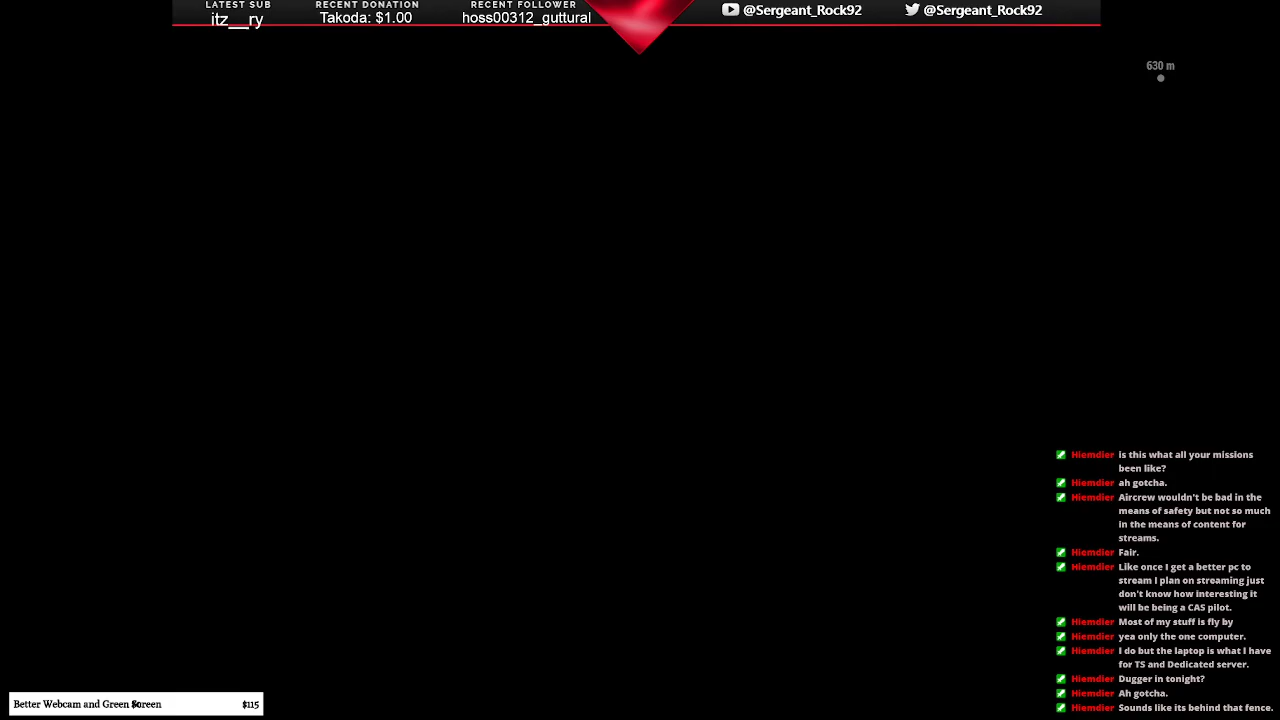 LATEST SUB
itz__ry
RECENT DONATION
Takoda: $1.00
RECENT FOLLOWER
hoss00312_guttural
@Sergeant_Rock92
@Sergeant_Rock92
630 m
Hiemdier is this what all your missions
been like?
Hiemdier ah gotcha.
Hiemdier Aircrew wouldn't be bad in the
means of safety but not so much
in the means of content for
streams.
Hiemdier Fair.
Hiemdier Like once I get a better pc to
stream I plan on streaming just
don't know how interesting it
will be being a CAS pilot.
Hiemdier Most of my stuff is fly by
Hiemdier yea only the one computer.
Hiemdier I do but the laptop is what I have
for TS and Dedicated server.
Hiemdier Dugger in tonight?
Hiemdier Ah gotcha.
Hiemdier Sounds like its behind that fence.
Better Webcam and Green Screen
$115